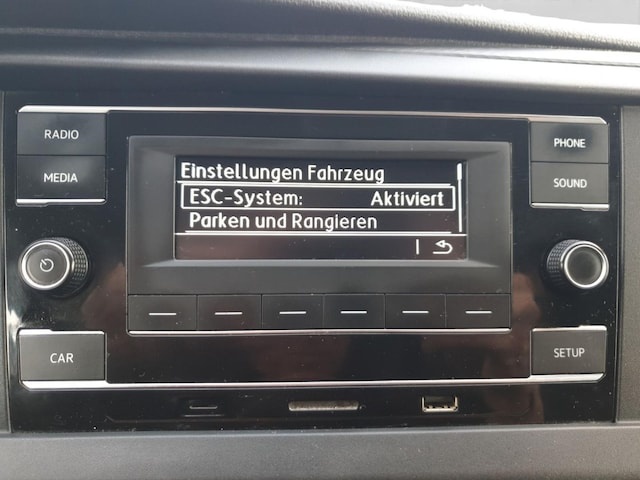 RADIO
MEDIA
PHONE
SOUND
Einstellungen Fahrzeug
ESC-System: Aktiviert
Parken und Rangieren
CAR
SETUP